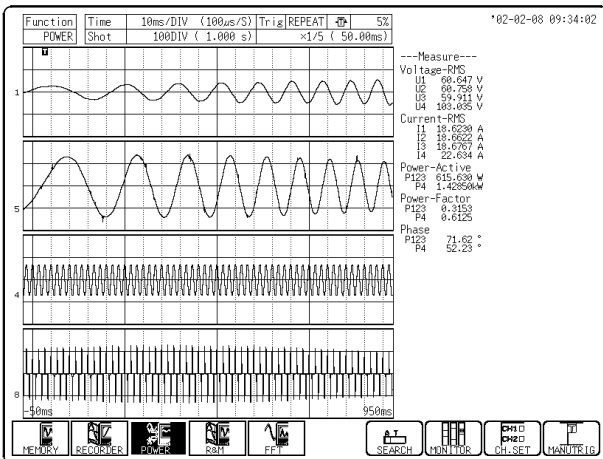 Function Time 10ms/DIV (100µs/S) Trig REPEAT 5%
POWER Shot 100DIV ( 1.000 s) ×1/5 ( 50.00ms)
'02-02-08 09:34:02
T
1
5
4
8
-50ms 950ms
---Measure---
Voltage-RMS
U1 60.647 V
U2 60.758 V
U3 59.911 V
U4 103.035 V
Current-RMS
I1 18.6230 A
I2 18.6622 A
I3 18.6767 A
I4 22.634 A
Power-Active
P123 615.630 W
P4 1.42850kW
Power-Factor
P123 0.3153
P4 0.6125
Phase
P123 71.62 °
P4 52.23 °
MEMORY RECORDER POWER R&M FFT
A T
SEARCH MONITOR
CH1
CH2
CH.SET
T
MANUTRIG